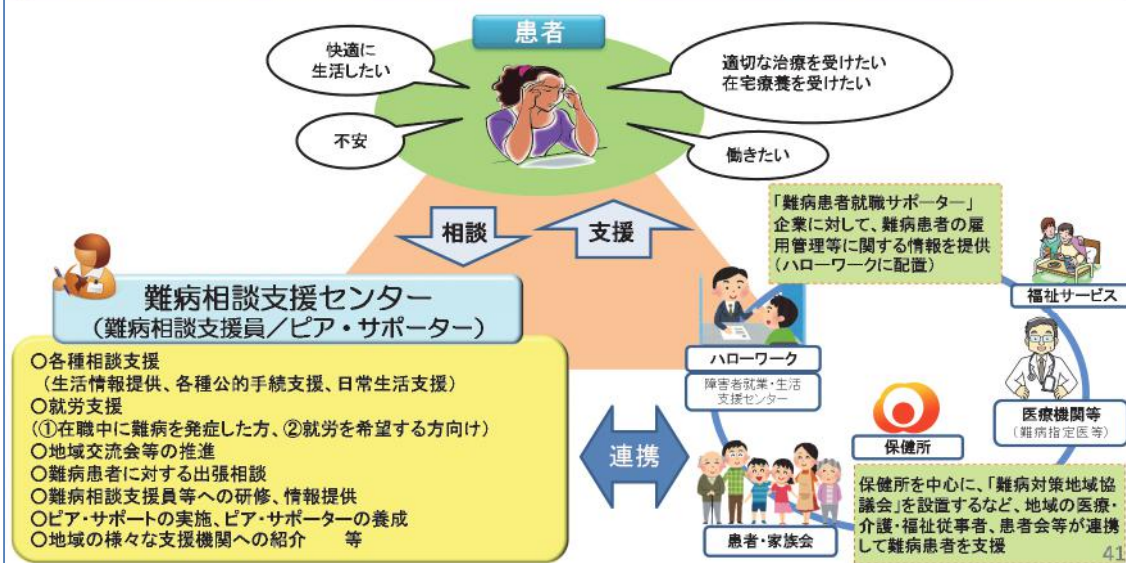 患者
快適に
生活したい
適切な治療を受けたい
在宅療養を受けたい
不安
働きたい
相談
支援
難病相談支援センター
（難病相談支援員／ピア・サポーター）
○各種相談支援
（生活情報提供、各種公的手続支援、日常生活支援）
○就労支援
（①在職中に難病を発症した方、②就労を希望する方向け）
○地域交流会等の推進
○難病患者に対する出張相談
○難病相談支援員等への研修、情報提供
○ピア・サポートの実施、ピア・サポーターの養成
○地域の様々な支援機関への紹介　　等
連携
「難病患者就職サポーター」
企業に対して、難病患者の雇
用管理等に関する情報を提供
（ハローワークに配置）
福祉サービス
ハローワーク
障害者就業・生活
支援センター
医療機関等
（難病指定医等）
保健所
患者・家族会
保健所を中心に、「難病対策地域協
議会」を設置するなど、地域の医療・
介護・福祉従事者、患者会等が連携
して難病患者を支援
41